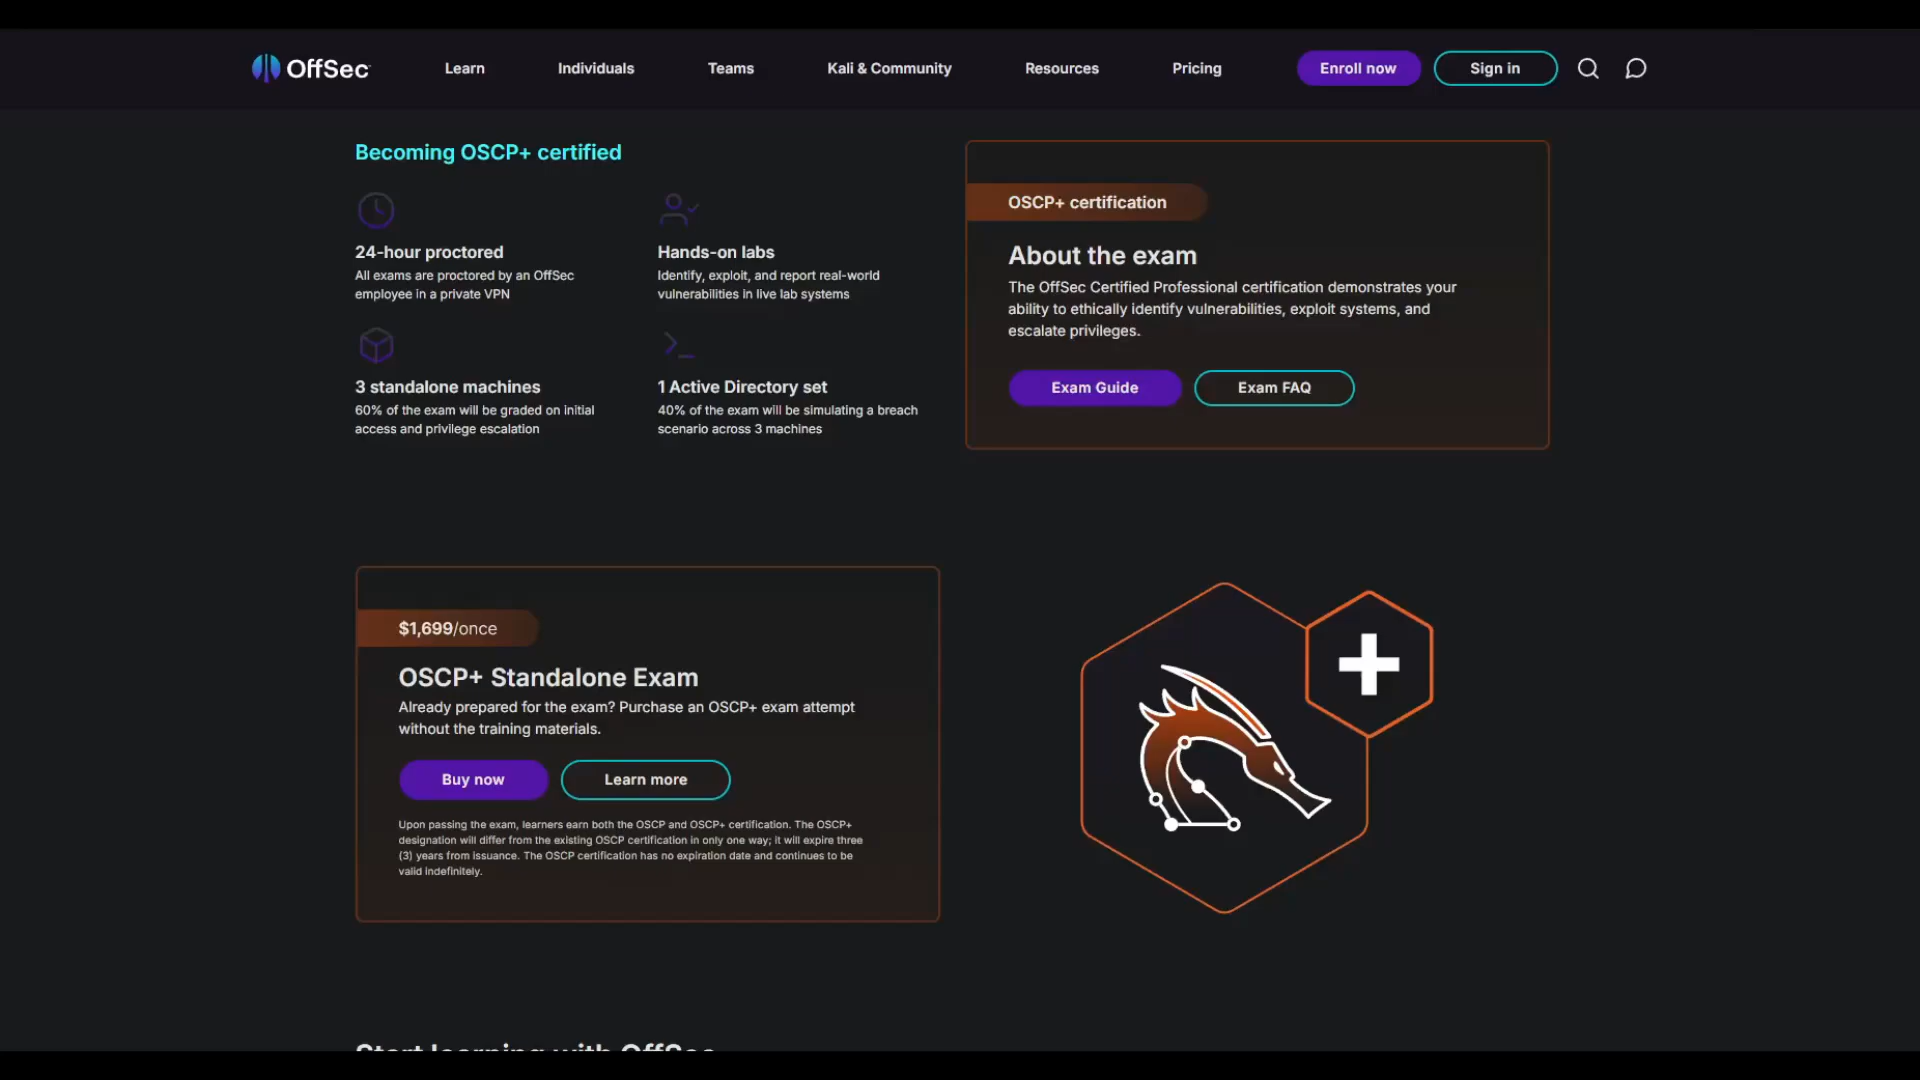 OffSec
Learn
Individuals
Teams
Kali & Community
Resources
Pricing
Enroll now
Sign in
Becoming OSCP+ certified
24-hour proctored
All exams are proctored by an OffSec
employee in a private VPN
Hands-on labs
Identify, exploit, and report real-world
vulnerabilities in live lab systems
3 standalone machines
60% of the exam will be graded on initial
access and privilege escalation
1 Active Directory set
40% of the exam will be simulating a breach
scenario across 3 machines
OSCP+ certification
About the exam
The OffSec Certified Professional certification demonstrates your
ability to ethically identify vulnerabilities, exploit systems, and
escalate privileges.
Exam Guide
Exam FAQ
$1,699/once
OSCP+ Standalone Exam
Already prepared for the exam? Purchase an OSCP+ exam attempt
without the training materials.
Buy now
Learn more
Upon passing the exam, learners earn both the OSCP and OSCP+ certification. The OSCP+
designation will differ from the existing OSCP certification in only one way; it will expire three
(3) years from issuance. The OSCP certification has no expiration date and continues to be
valid indefinitely.
Start learning with OffSec